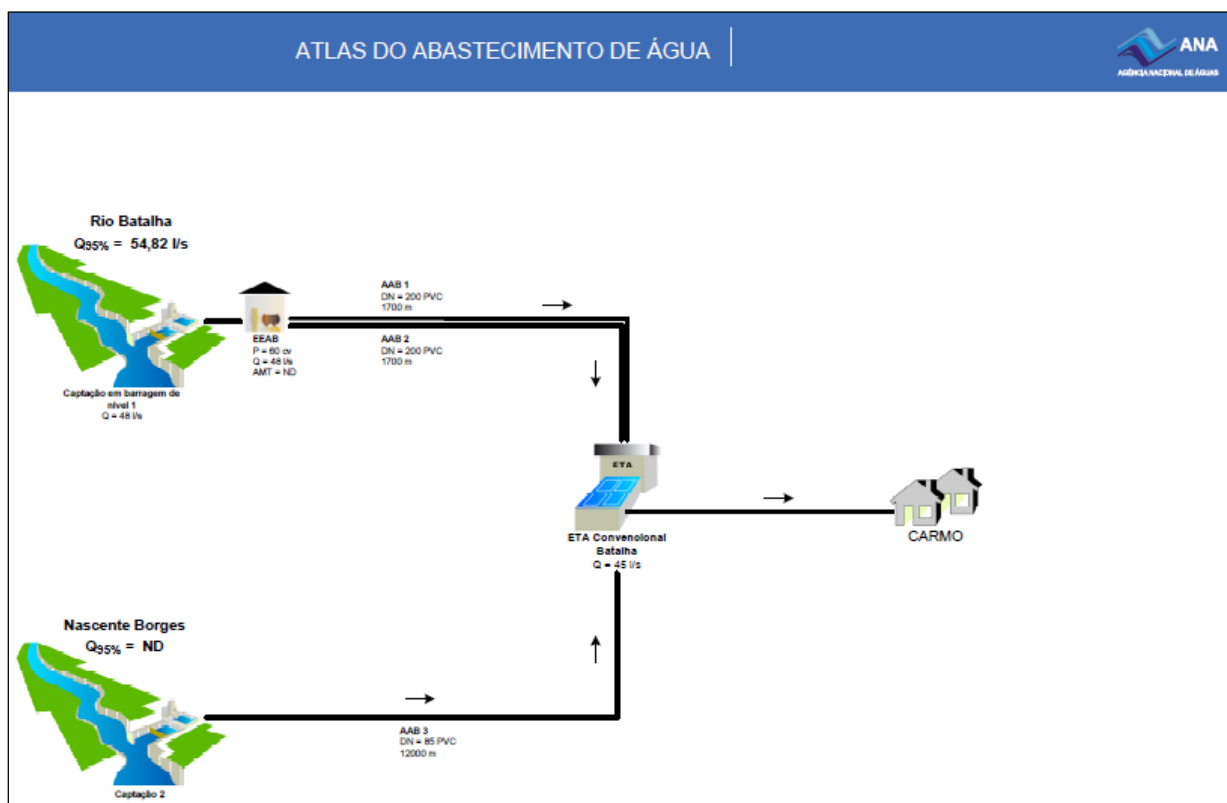 ATLAS DO ABASTECIMENTO DE ÁGUA
ANA
AGÊNCIA NACIONAL DE ÁGUAS
Rio Batalha
Q95% = 54,82 l/s
Captação em barragem de
nível 1
Q = 48 l/s
EEAB
P = 60 cv
Q = 48 l/s
AMT = ND
AAB 1
DN = 200 PVC
1700 m
AAB 2
DN = 200 PVC
1700 m
ETA
ETA Convencional
Batalha
Q = 45 l/s
CARMO
Nascente Borges
Q95% = ND
Captação 2
AAB 3
DN = 85 PVC
12000 m